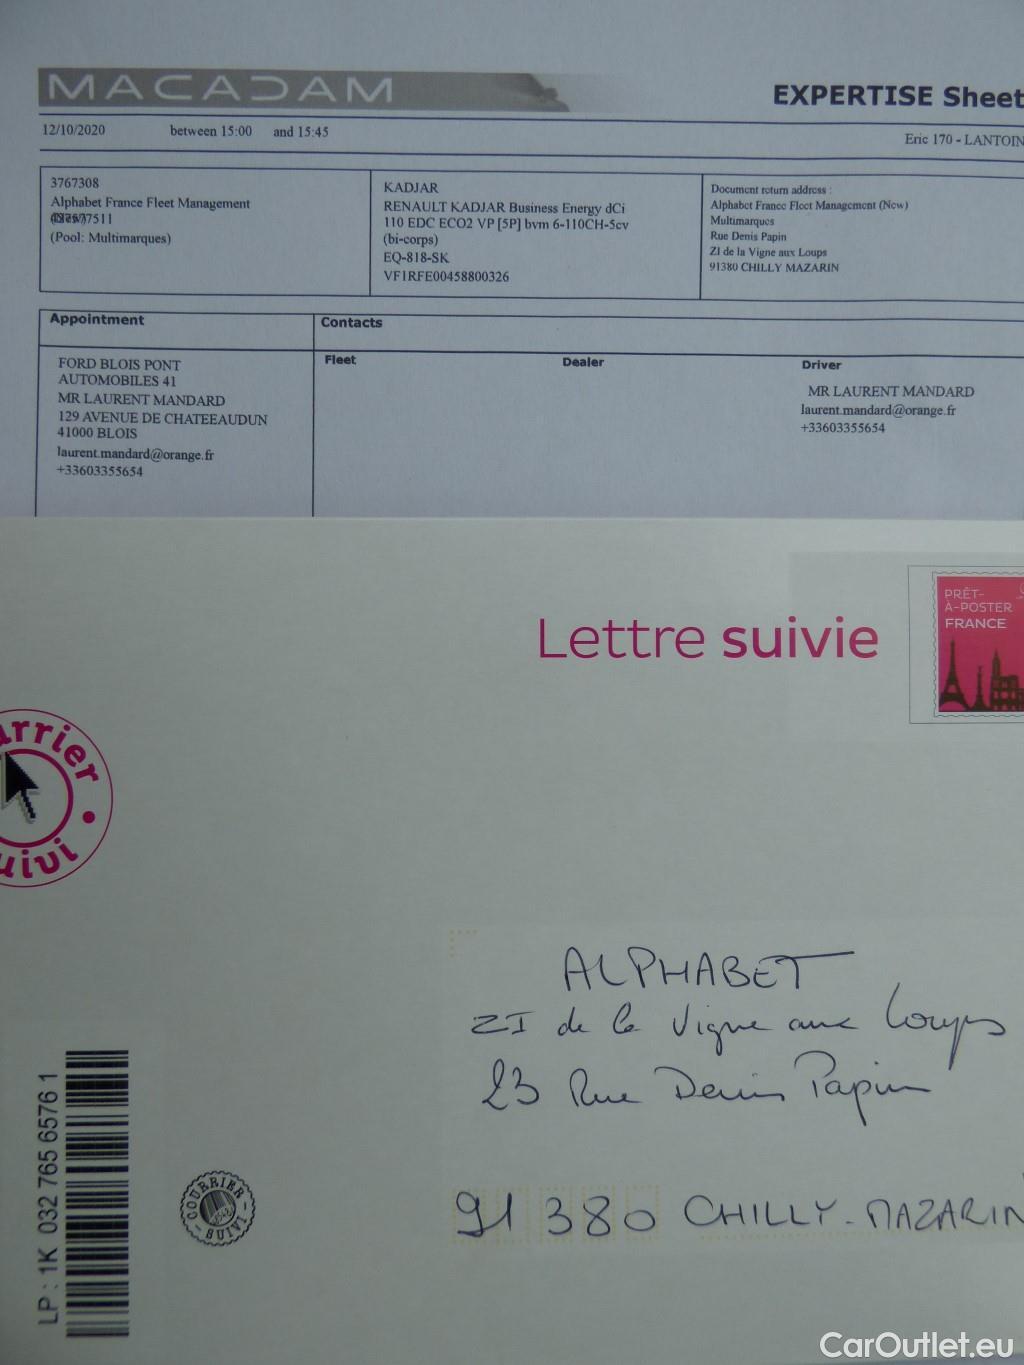 MACADAM
EXPERTISE Sheet
12/10/2020 between 15:00 and 15:45
Eric 170 - LANTOIN
3767308
Alphabet France Fleet Management
(Pool: Multimarques)
KADJAR
RENAULT KADJAR Business Energy dCi
110 EDC ECO2 VP [5P] bvm 6-110CH-5cv
(bi-corps)
EQ-818-SK
VF1RFE00458800326
Document return address :
Alphabet France Fleet Management (New)
Multimarques
Rue Denis Papin
ZI de la Vigne aux Loups
91380 CHILLY MAZARIN
Appointment
Contacts
FORD BLOIS PONT
AUTOMOBILES 41
MR LAURENT MANDARD
129 AVENUE DE CHATEEAUDUN
41000 BLOIS
laurent.mandard@orange.fr
+33603355654
Fleet
Dealer
Driver
MR LAURENT MANDARD
laurent.mandard@orange.fr
+33603355654
Lettre suivie
PRÊT-
À-POSTER
FRANCE
urrier
uivi
ALPHABET
ZI de la Vigne aux Loups
23 Rue Denis Papin
91 380 CHILLY-MAZARIN
LP : 1K 032 765 6576 1
COURRIER
SUIVI
CarOutlet.eu